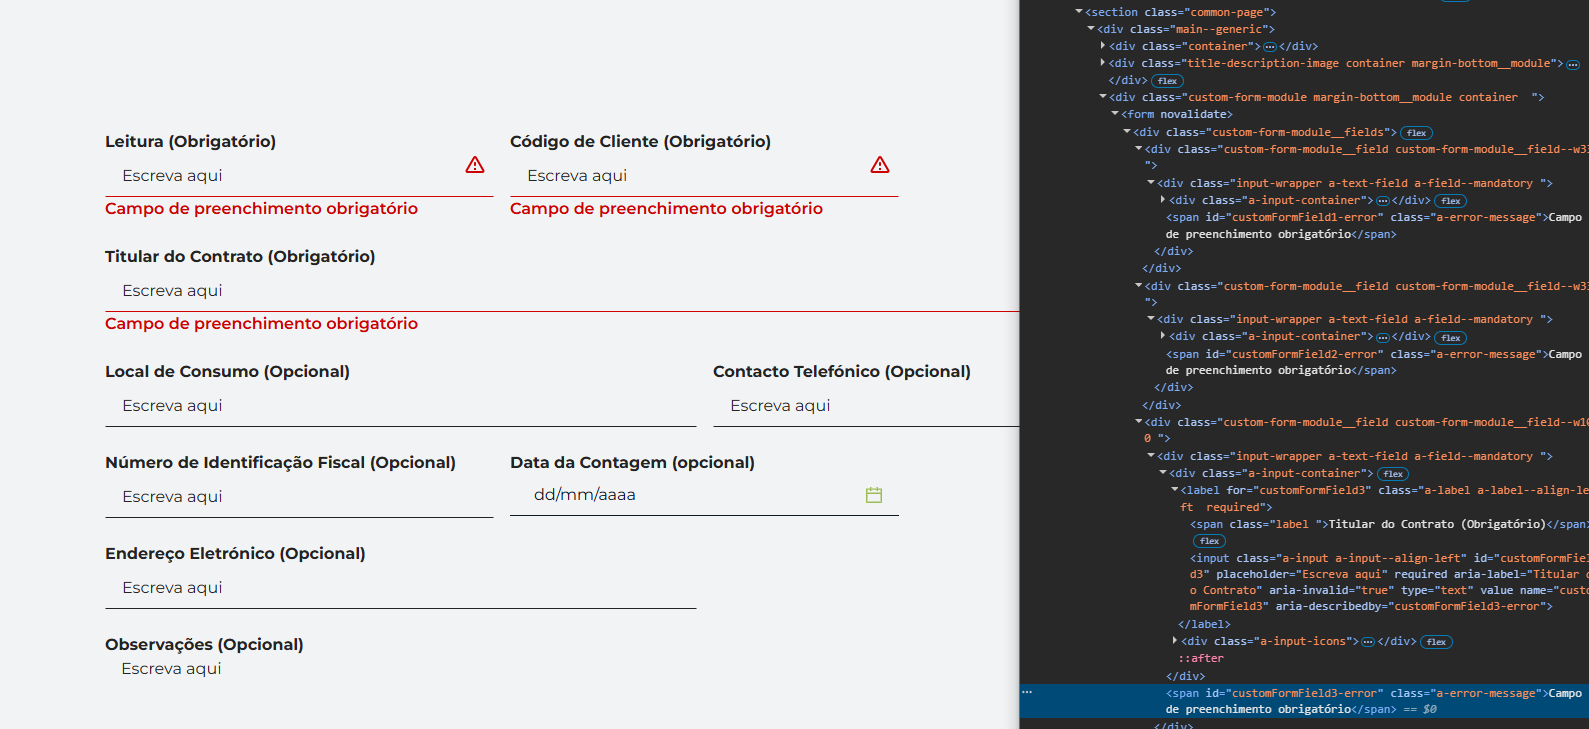 Leitura (Obrigatório)
Escreva aqui
Campo de preenchimento obrigatório
Código de Cliente (Obrigatório)
Escreva aqui
Campo de preenchimento obrigatório
Titular do Contrato (Obrigatório)
Escreva aqui
Campo de preenchimento obrigatório
Local de Consumo (Opcional)
Escreva aqui
Contacto Telefónico (Opcional)
Escreva aqui
Número de Identificação Fiscal (Opcional)
Escreva aqui
Data da Contagem (opcional)
dd/mm/aaaa
Endereço Eletrónico (Opcional)
Escreva aqui
Observações (Opcional)
Escreva aqui
<section class="common-page">
<div class="main--generic">
<div class="container"> ⋯ </div>
<div class="title-description-image container margin-bottom__module"> ⋯
</div> flex
<div class="custom-form-module margin-bottom__module container  ">
<form novalidate>
<div class="custom-form-module__fields"> flex
<div class="custom-form-module__field custom-form-module__field--w33
">
<div class="input-wrapper a-text-field a-field--mandatory ">
<div class="a-input-container"> ⋯ </div> flex
<span id="customFormField1-error" class="a-error-message">Campo
de preenchimento obrigatório</span>
</div>
</div>
<div class="custom-form-module__field custom-form-module__field--w33
">
<div class="input-wrapper a-text-field a-field--mandatory ">
<div class="a-input-container"> ⋯ </div> flex
<span id="customFormField2-error" class="a-error-message">Campo
de preenchimento obrigatório</span>
</div>
</div>
<div class="custom-form-module__field custom-form-module__field--w10
0 ">
<div class="input-wrapper a-text-field a-field--mandatory ">
<div class="a-input-container"> flex
<label for="customFormField3" class="a-label a-label--align-le
ft  required">
<span class="label ">Titular do Contrato (Obrigatório)</span>
flex
<input class="a-input a-input--align-left" id="customFormFiel
d3" placeholder="Escreva aqui" required aria-label="Titular d
o Contrato" aria-invalid="true" type="text" value name="custo
mFormField3" aria-describedby="customFormField3-error">
</label>
<div class="a-input-icons"> ⋯ </div> flex
::after
</div>
<span id="customFormField3-error" class="a-error-message">Campo
de preenchimento obrigatório</span> == $0
</div>